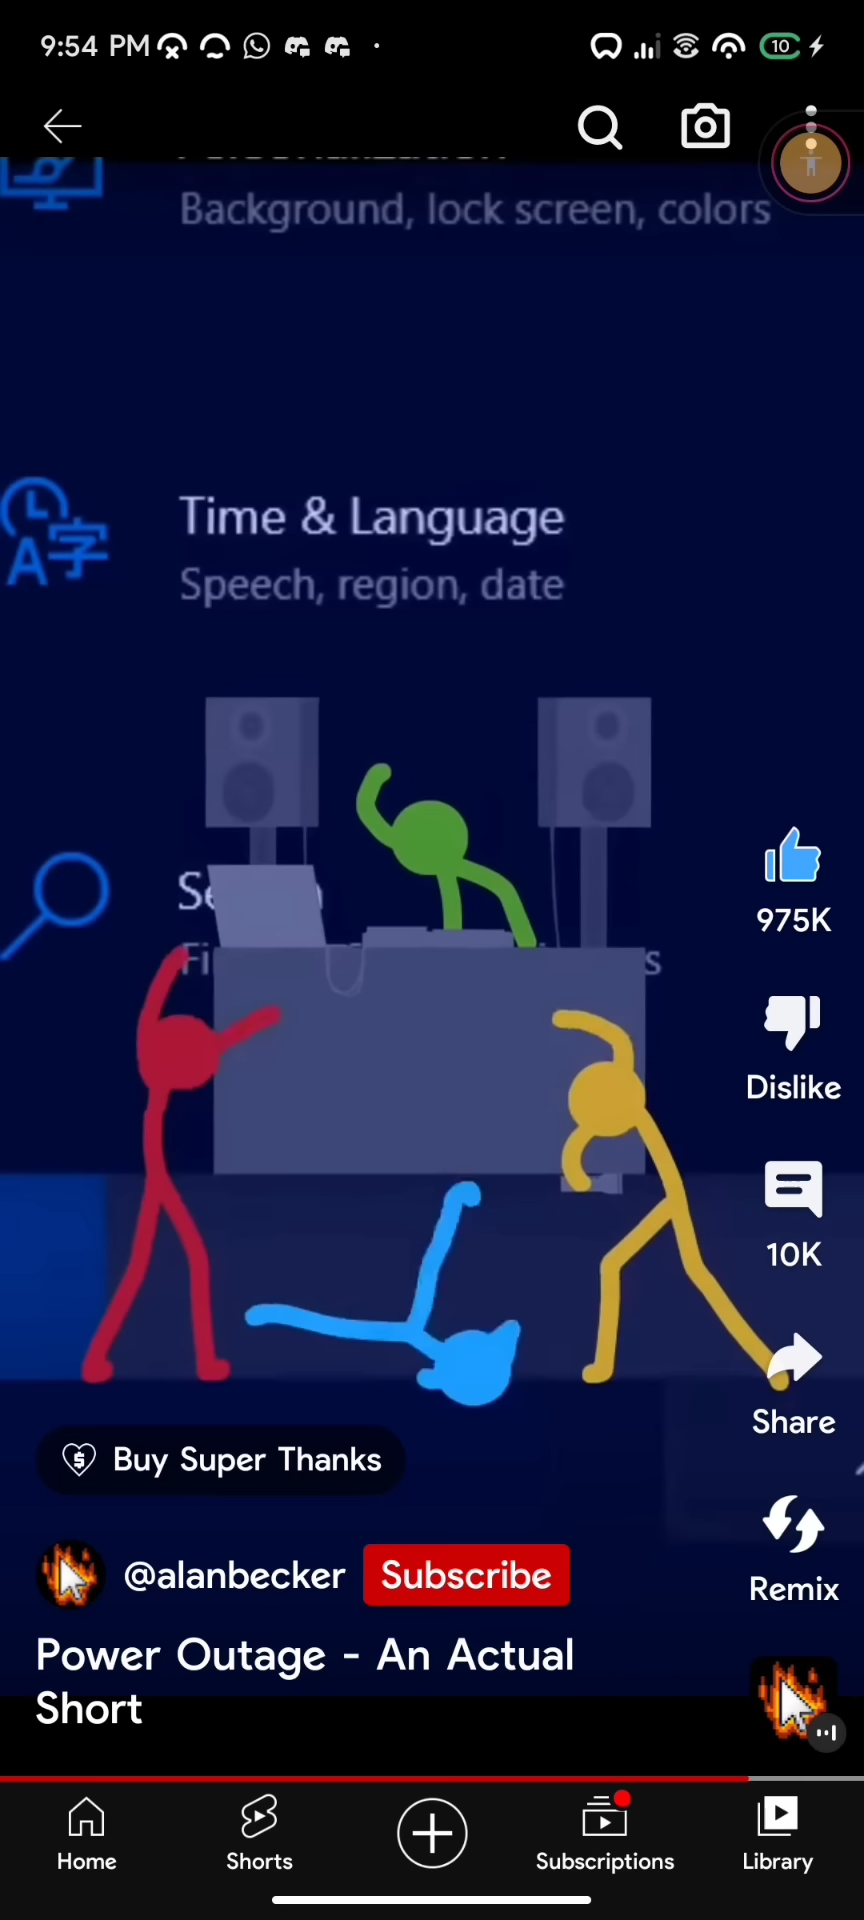 9:54 PM
10
Background, lock screen, colors
Time & Language
Speech, region, date
975K
Dislike
10K
Share
Buy Super Thanks
@alanbecker Subscribe
Remix
Power Outage - An Actual
Short
Home
Shorts
Subscriptions
Library